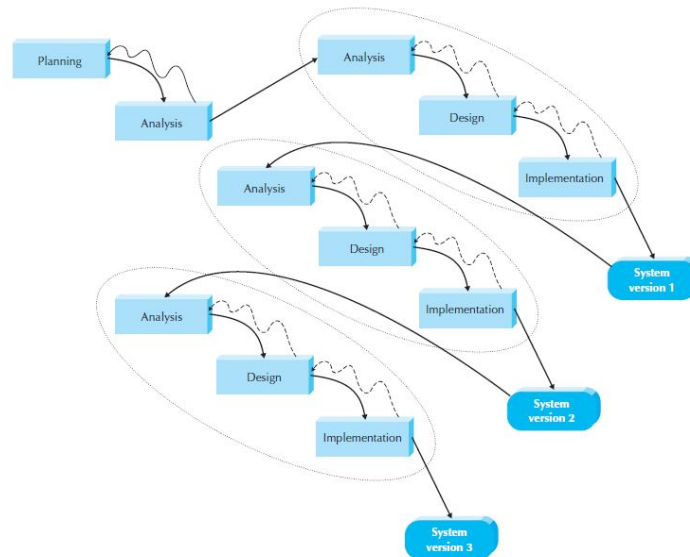 Planning
Analysis
Analysis
Design
Implementation
System
version 1
Analysis
Design
Implementation
System
version 2
Analysis
Design
Implementation
System
version 3